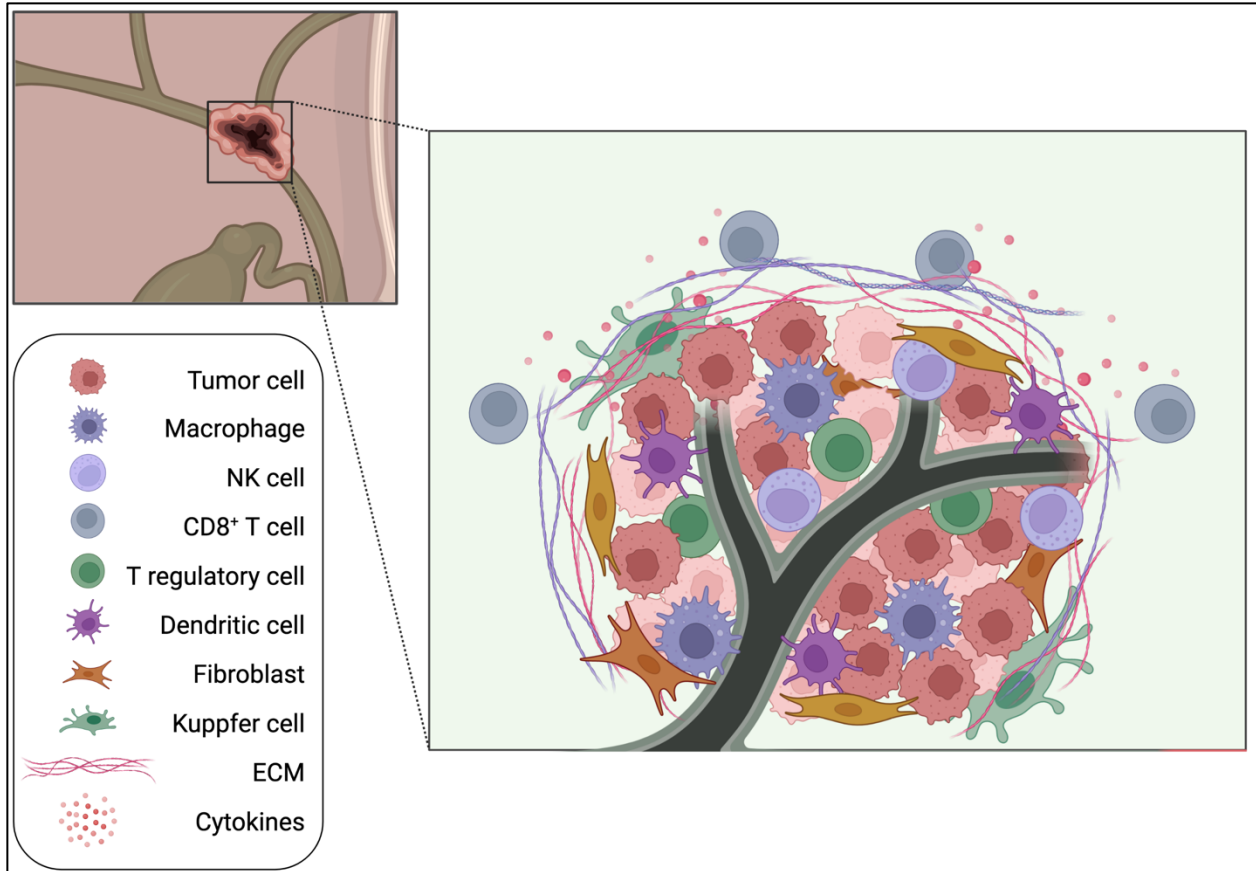 Tumor cell
Macrophage
NK cell
CD8⁺ T cell
T regulatory cell
Dendritic cell
Fibroblast
Kuppfer cell
ECM
Cytokines